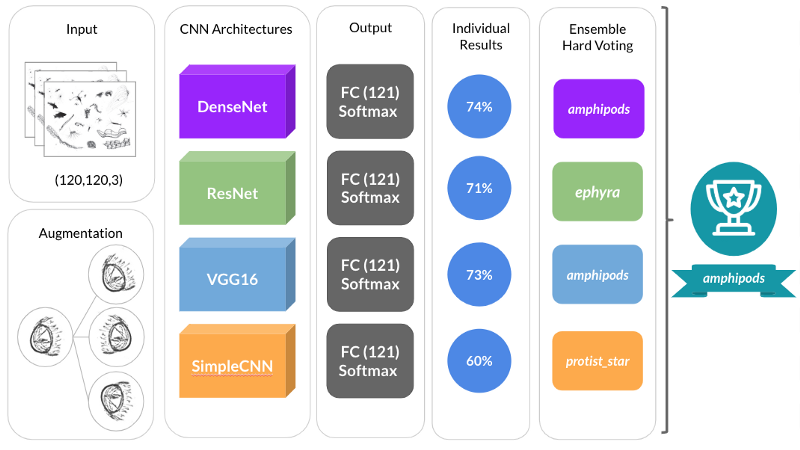 Input
(120,120,3)
Augmentation
CNN Architectures
DenseNet
ResNet
VGG16
SimpleCNN
Output
FC (121)
Softmax
FC (121)
Softmax
FC (121)
Softmax
FC (121)
Softmax
Individual
Results
74%
71%
73%
60%
Ensemble
Hard Voting
amphipods
ephyra
amphipods
protist_star
amphipods